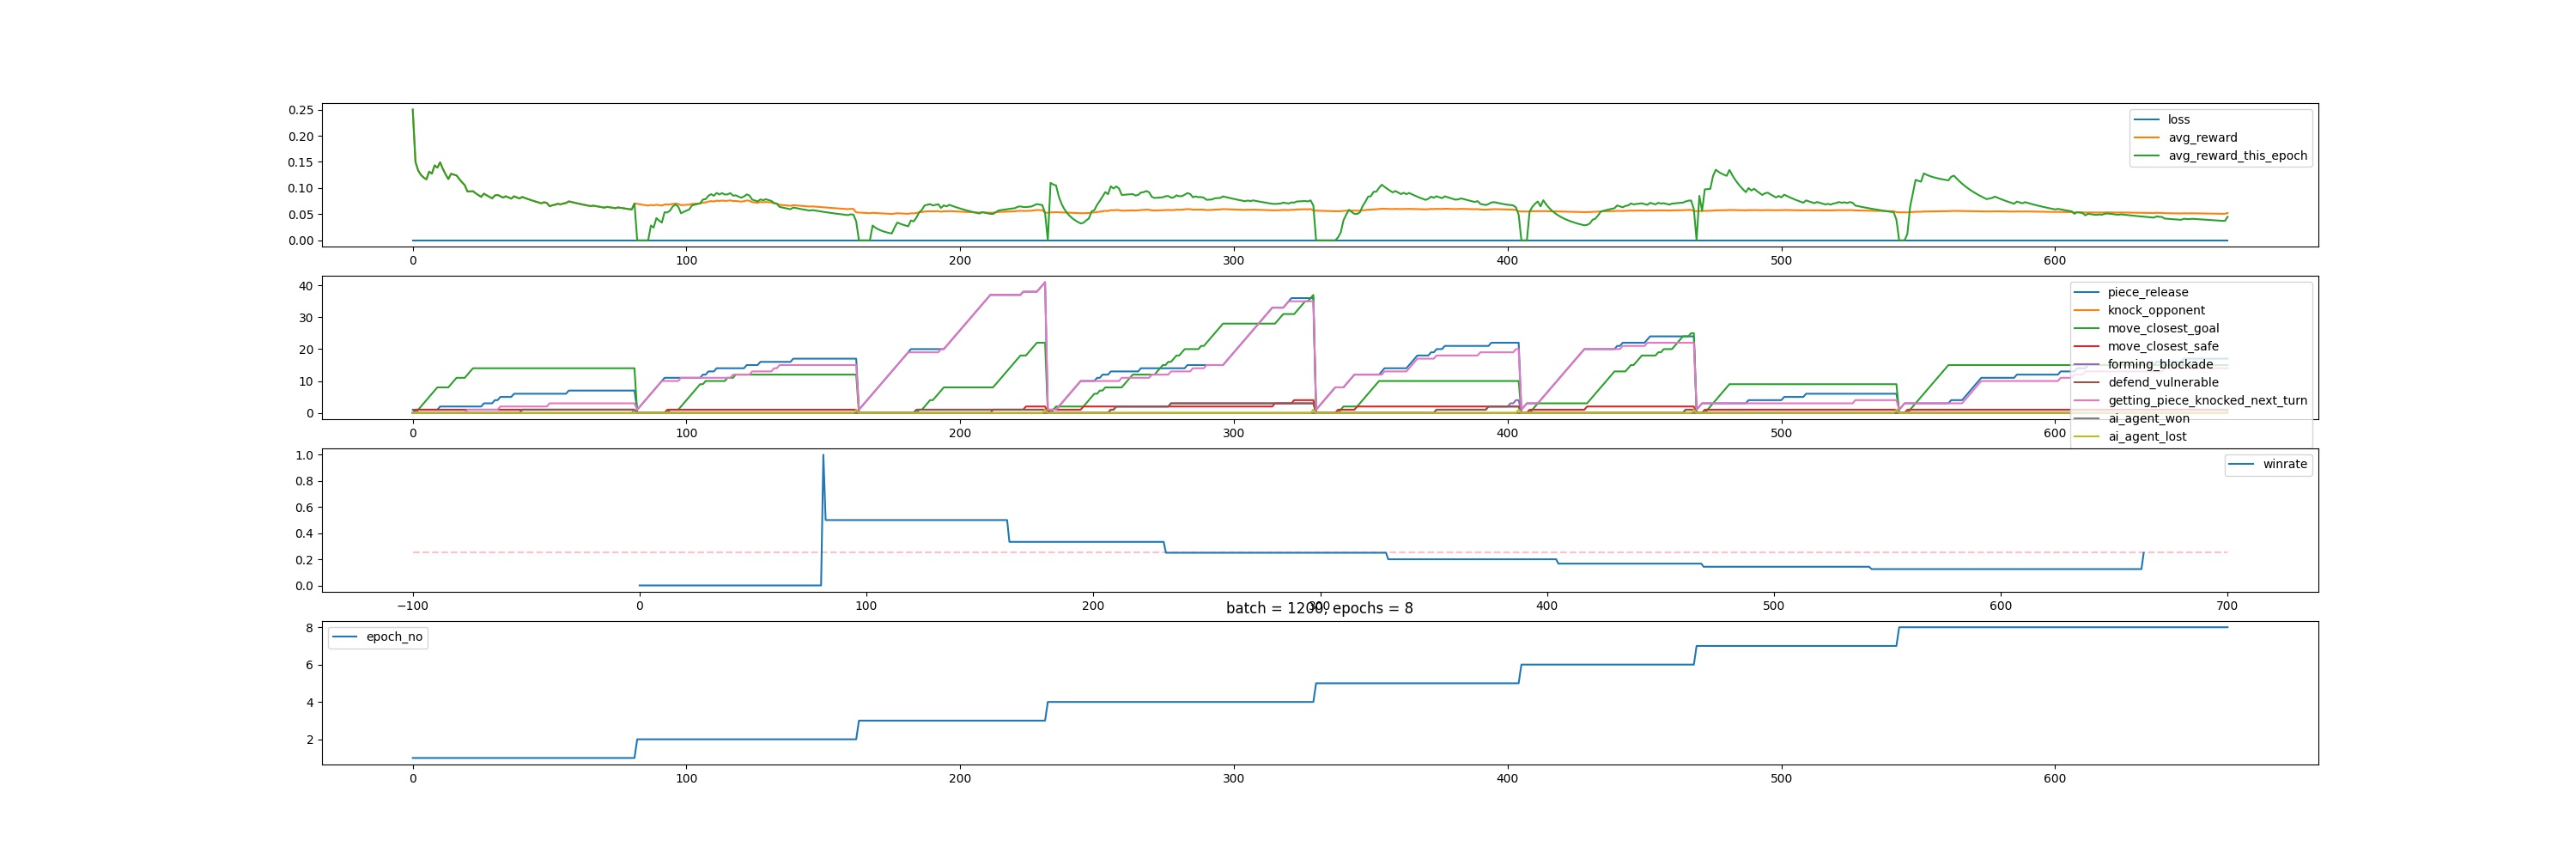 0.25
0.20
0.15
0.10
0.05
0.00
loss
avg_reward
avg_reward_this_epoch
0 100 200 300 400 500 600
40
30
20
10
0
piece_release
knock_opponent
move_closest_goal
move_closest_safe
forming_blockade
defend_vulnerable
getting_piece_knocked_next_turn
ai_agent_won
ai_agent_lost
0 100 200 300 400 500 600
1.0
0.8
0.6
0.4
0.2
0.0
winrate
−100 0 100 200 300 400 500 600 700
batch = 1200, epochs = 8
8
6
4
2
epoch_no
0 100 200 300 400 500 600